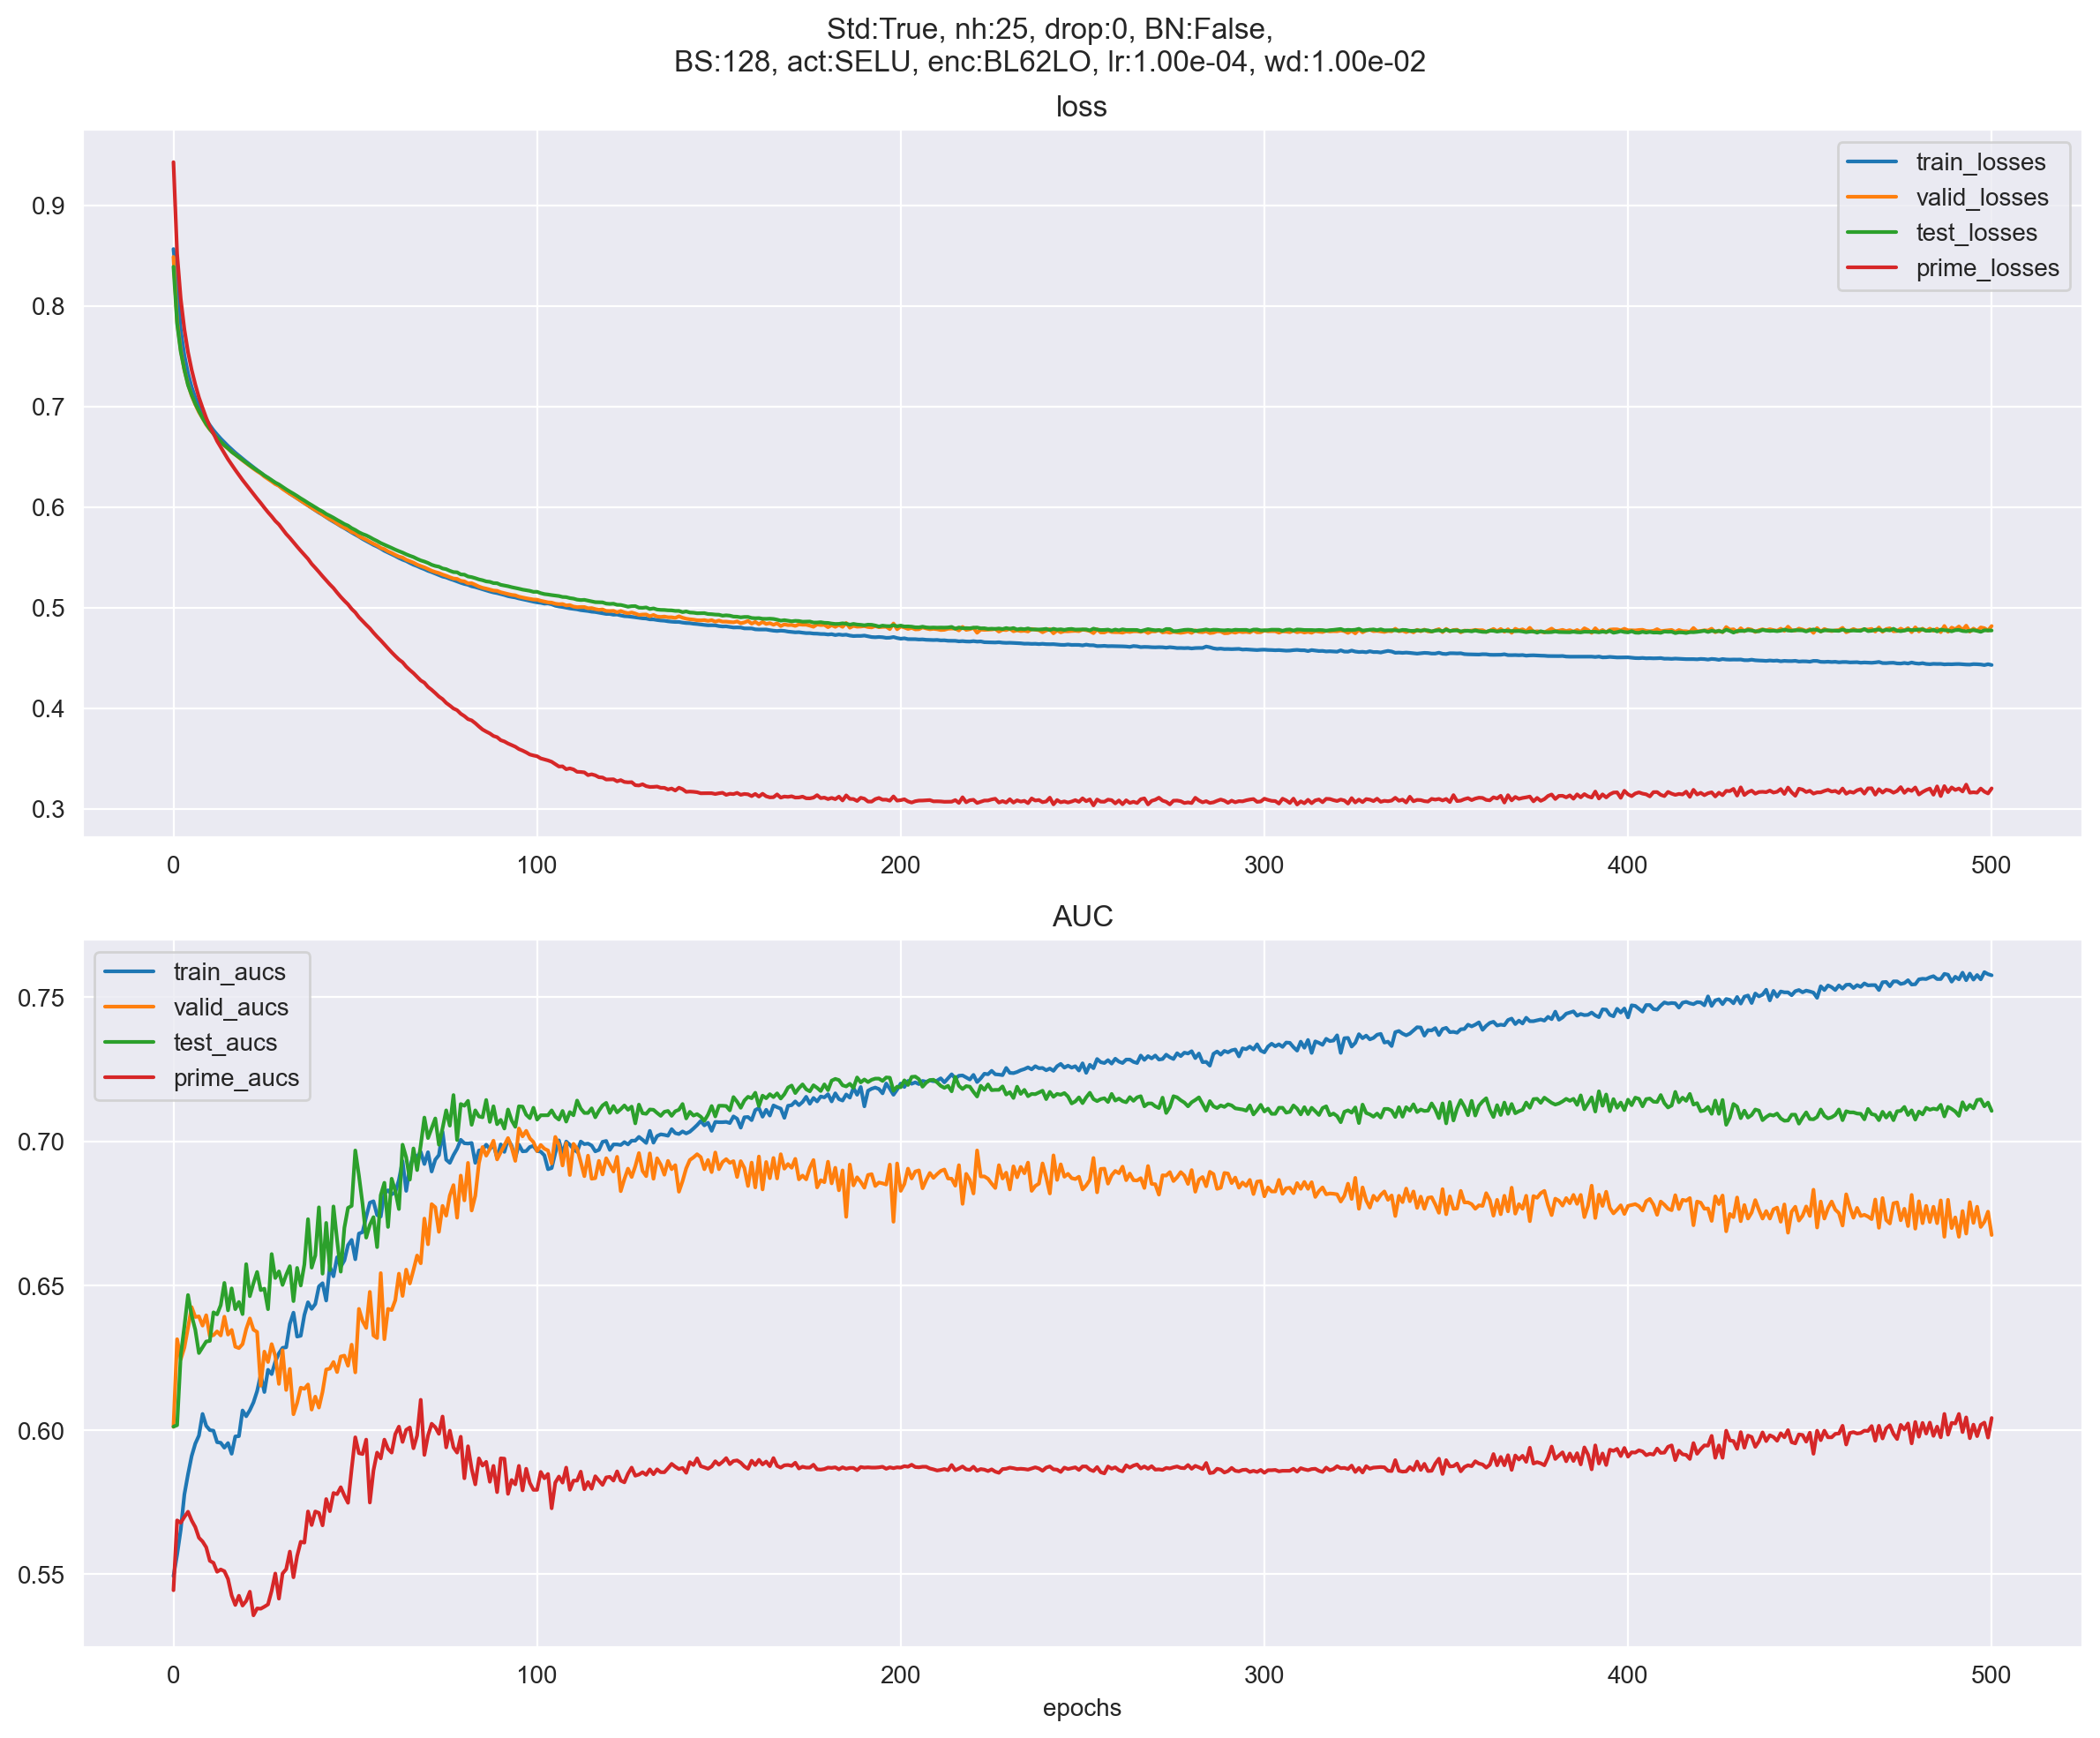 Std:True, nh:25, drop:0, BN:False,
BS:128, act:SELU, enc:BL62LO, lr:1.00e-04, wd:1.00e-02
loss
train_losses
valid_losses
test_losses
prime_losses
0.9
0.8
0.7
0.6
0.5
0.4
0.3
0 100 200 300 400 500
AUC
train_aucs
valid_aucs
test_aucs
prime_aucs
0.75
0.70
0.65
0.60
0.55
0 100 200 300 400 500
epochs